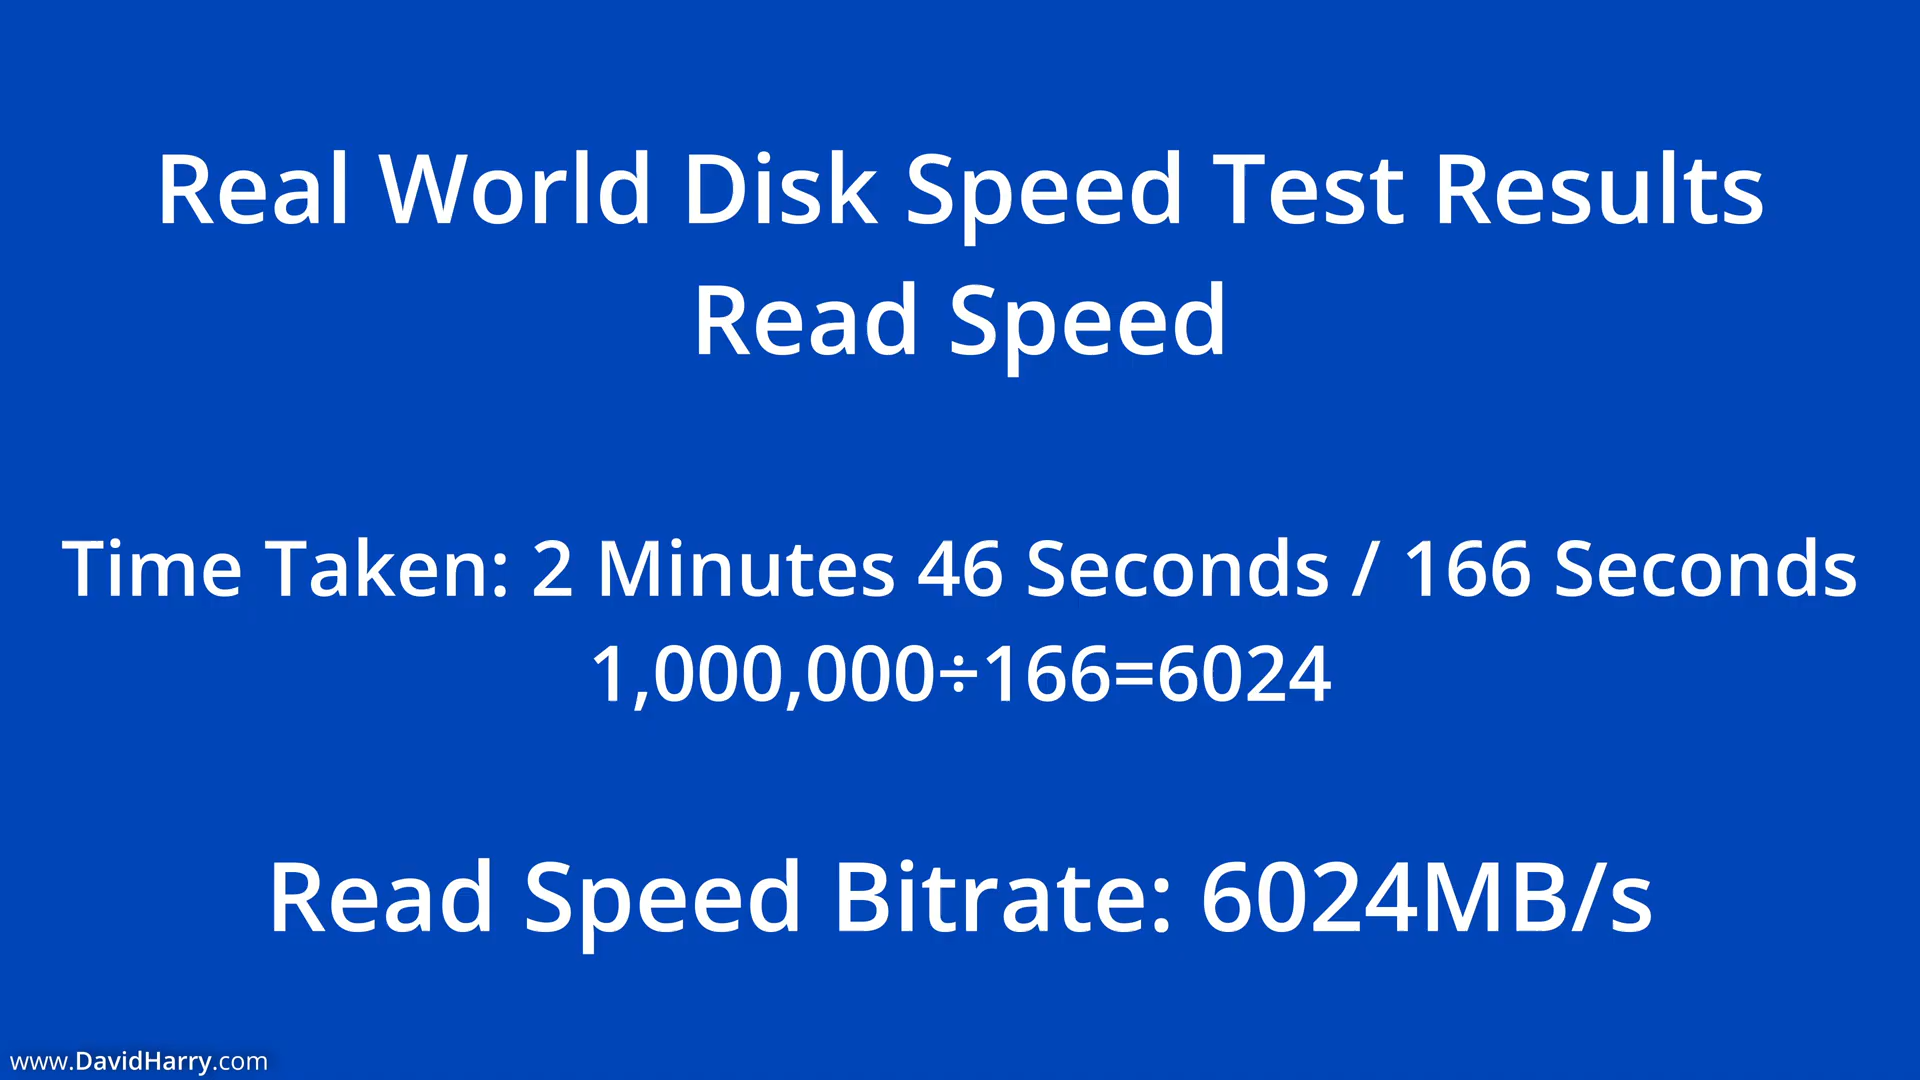 Real World Disk Speed Test Results
Read Speed
Time Taken: 2 Minutes 46 Seconds / 166 Seconds
1,000,000÷166=6024
Read Speed Bitrate: 6024MB/s
www.DavidHarry.com